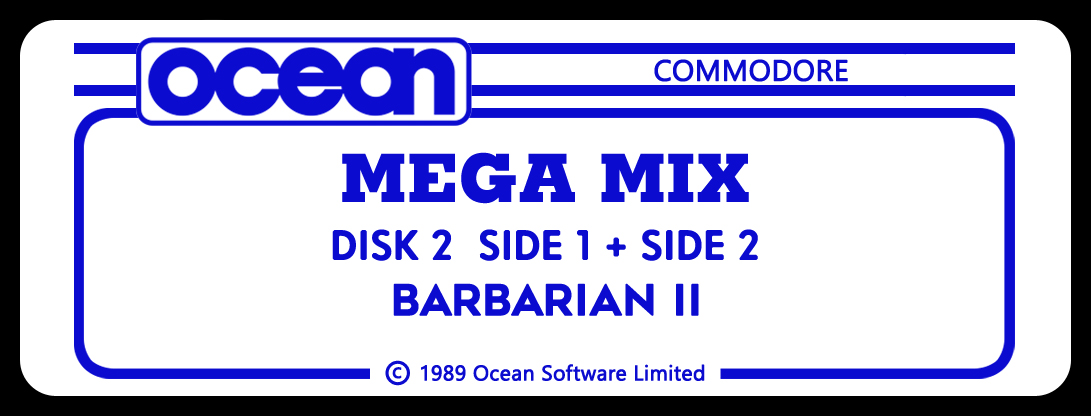 ocean
COMMODORE
MEGA MIX
DISK 2 SIDE 1 + SIDE 2
BARBARIAN II
© 1989 Ocean Software Limited